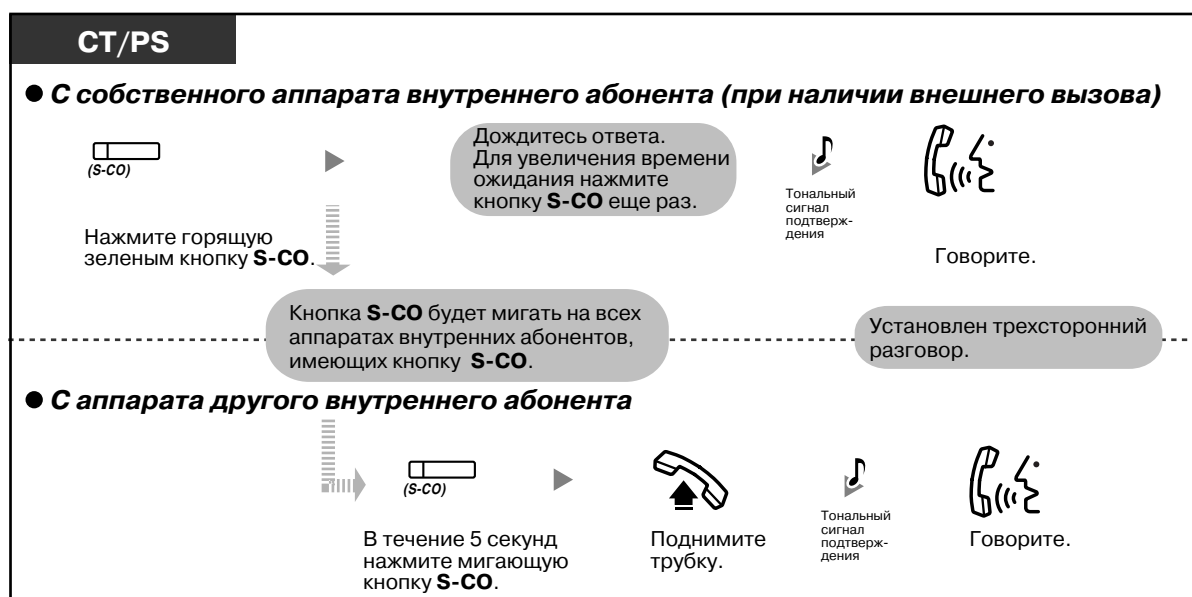 CT/PS
● С собственного аппарата внутреннего абонента (при наличии внешнего вызова)
(S-CO)
Нажмите горящую
зеленым кнопку S-CO.
Дождитесь ответа.
Для увеличения времени
ожидания нажмите
кнопку S-CO еще раз.
Тональный
сигнал
подтверж-
дения
Говорите.
Кнопка S-CO будет мигать на всех
аппаратах внутренних абонентов,
имеющих кнопку S-CO.
Установлен трехсторонний
разговор.
● С аппарата другого внутреннего абонента
(S-CO)
В течение 5 секунд
нажмите мигающую
кнопку S-CO.
Поднимите
трубку.
Тональный
сигнал
подтверж-
дения
Говорите.